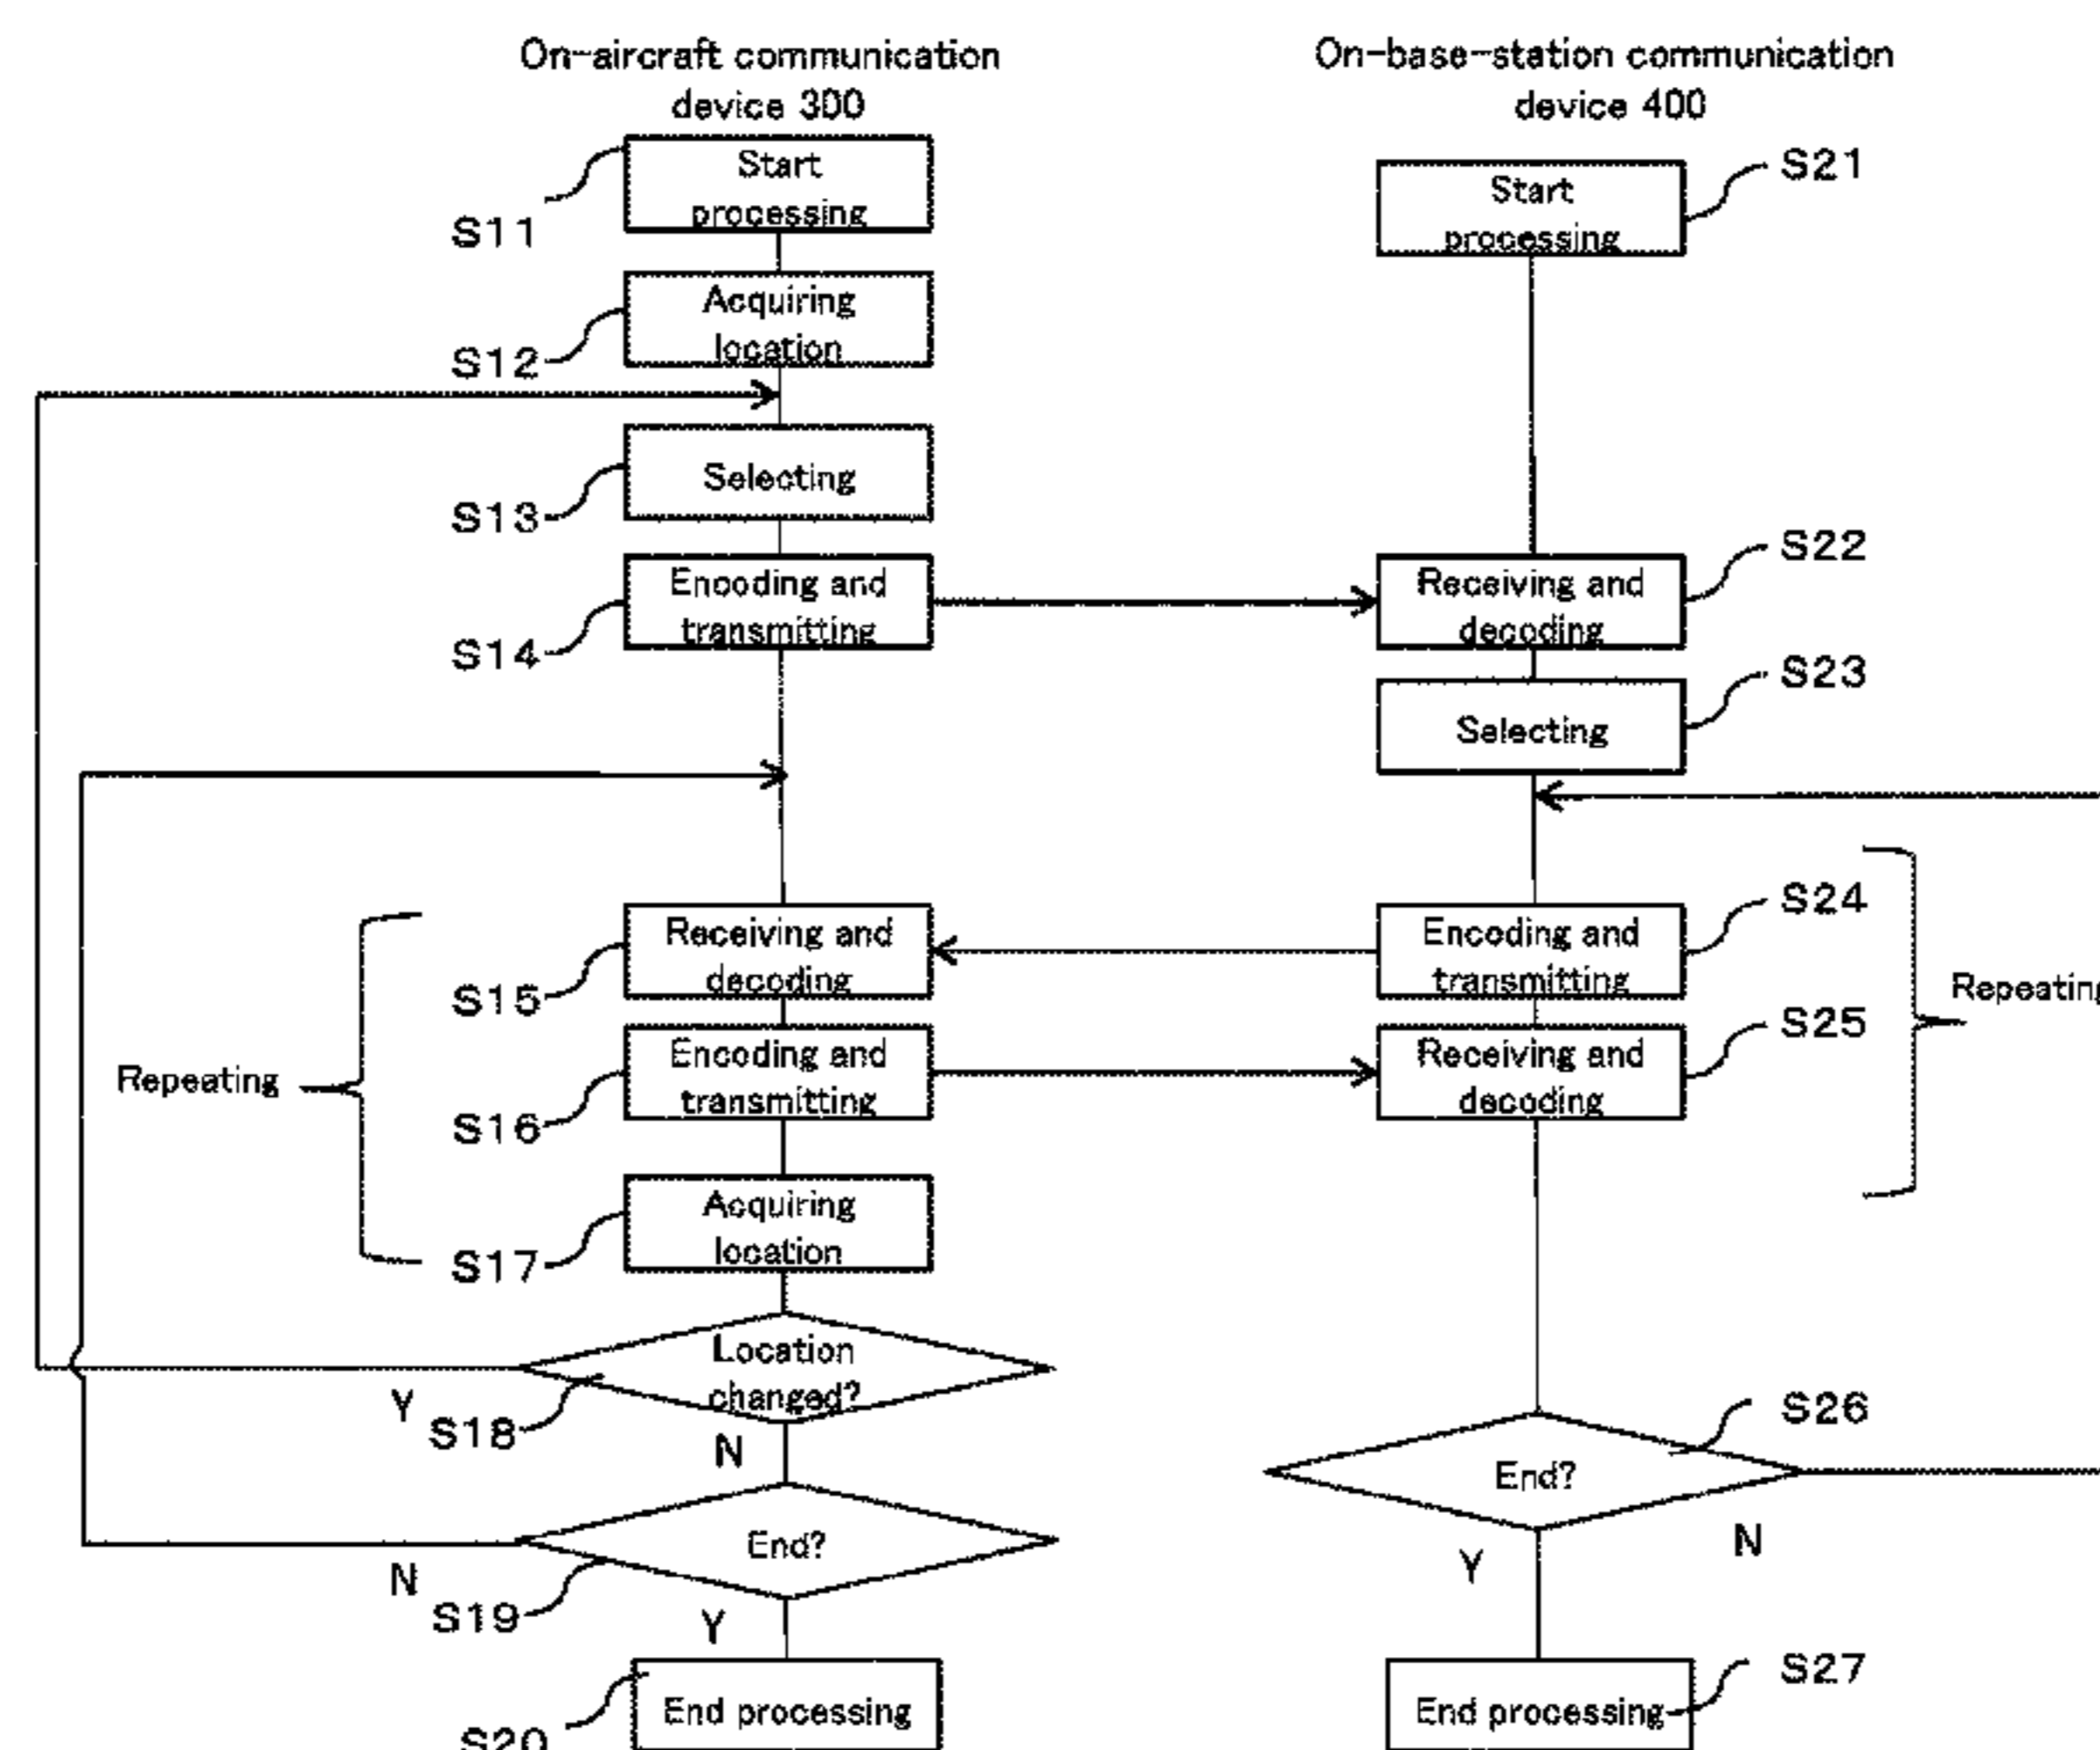 On-aircraft communication
device 300
On-base-station communication
device 400
Start
processing
S11
Start
processing
S21
Acquiring
location
S12
Selecting
S13
Encoding and
transmitting
S14
Receiving and
decoding
S22
Selecting
S23
Receiving and
decoding
S15
Encoding and
transmitting
S24
Repeating
Encoding and
transmitting
S16
Receiving and
decoding
S25
Repeating
Acquiring
location
S17
Location
changed?
S18
Y
N
End?
S26
N
Y
End?
S19
N
Y
End processing
S20
End processing
S27